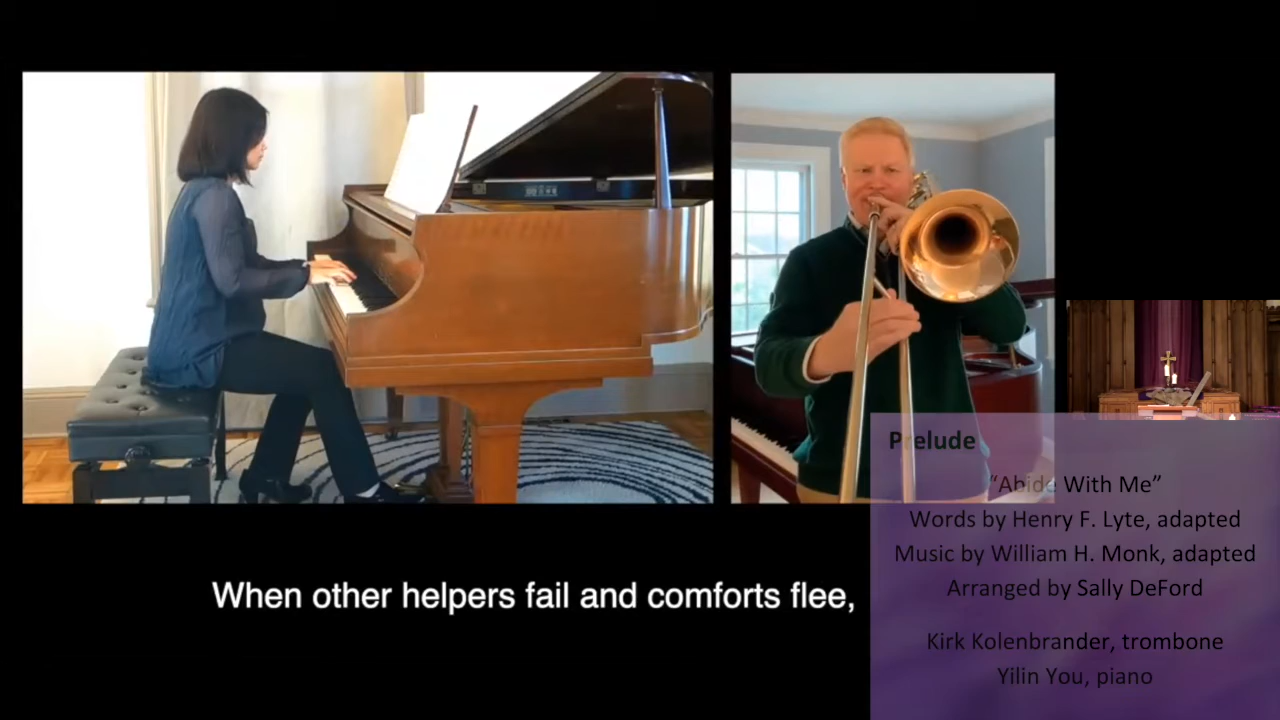 Prelude
“Abide With Me”
Words by Henry F. Lyte, adapted
Music by William H. Monk, adapted
Arranged by Sally DeFord
When other helpers fail and comforts flee,
Kirk Kolenbrander, trombone
Yilin You, piano